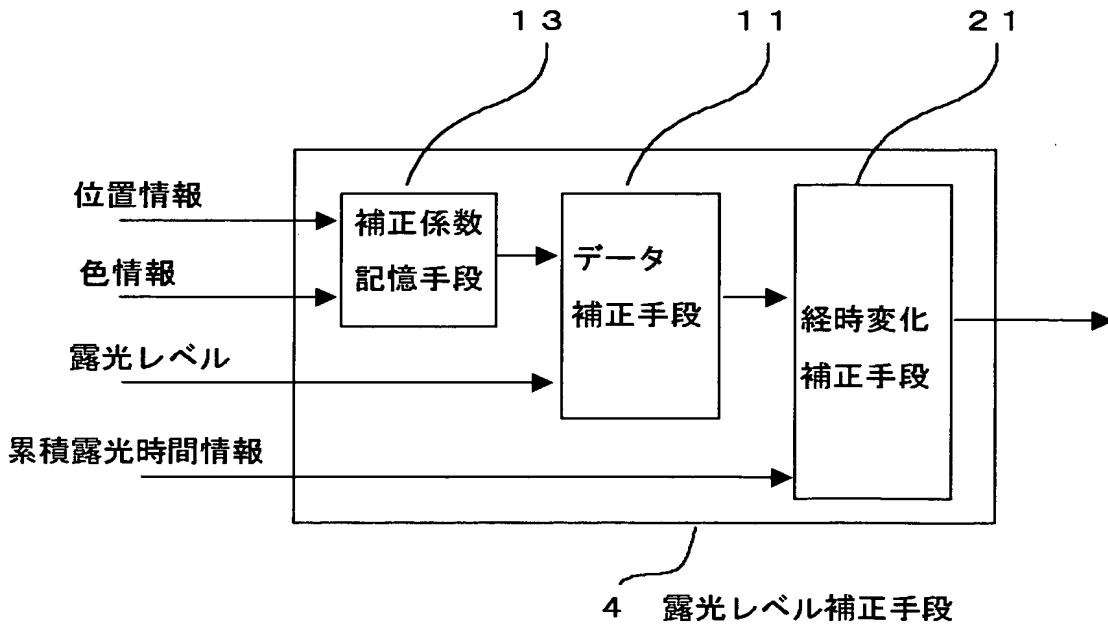 １３
１１
２１
位置情報
色情報
露光レベル
累積露光時間情報
補正係数
記憶手段
データ
補正手段
経時変化
補正手段
４ 露光レベル補正手段